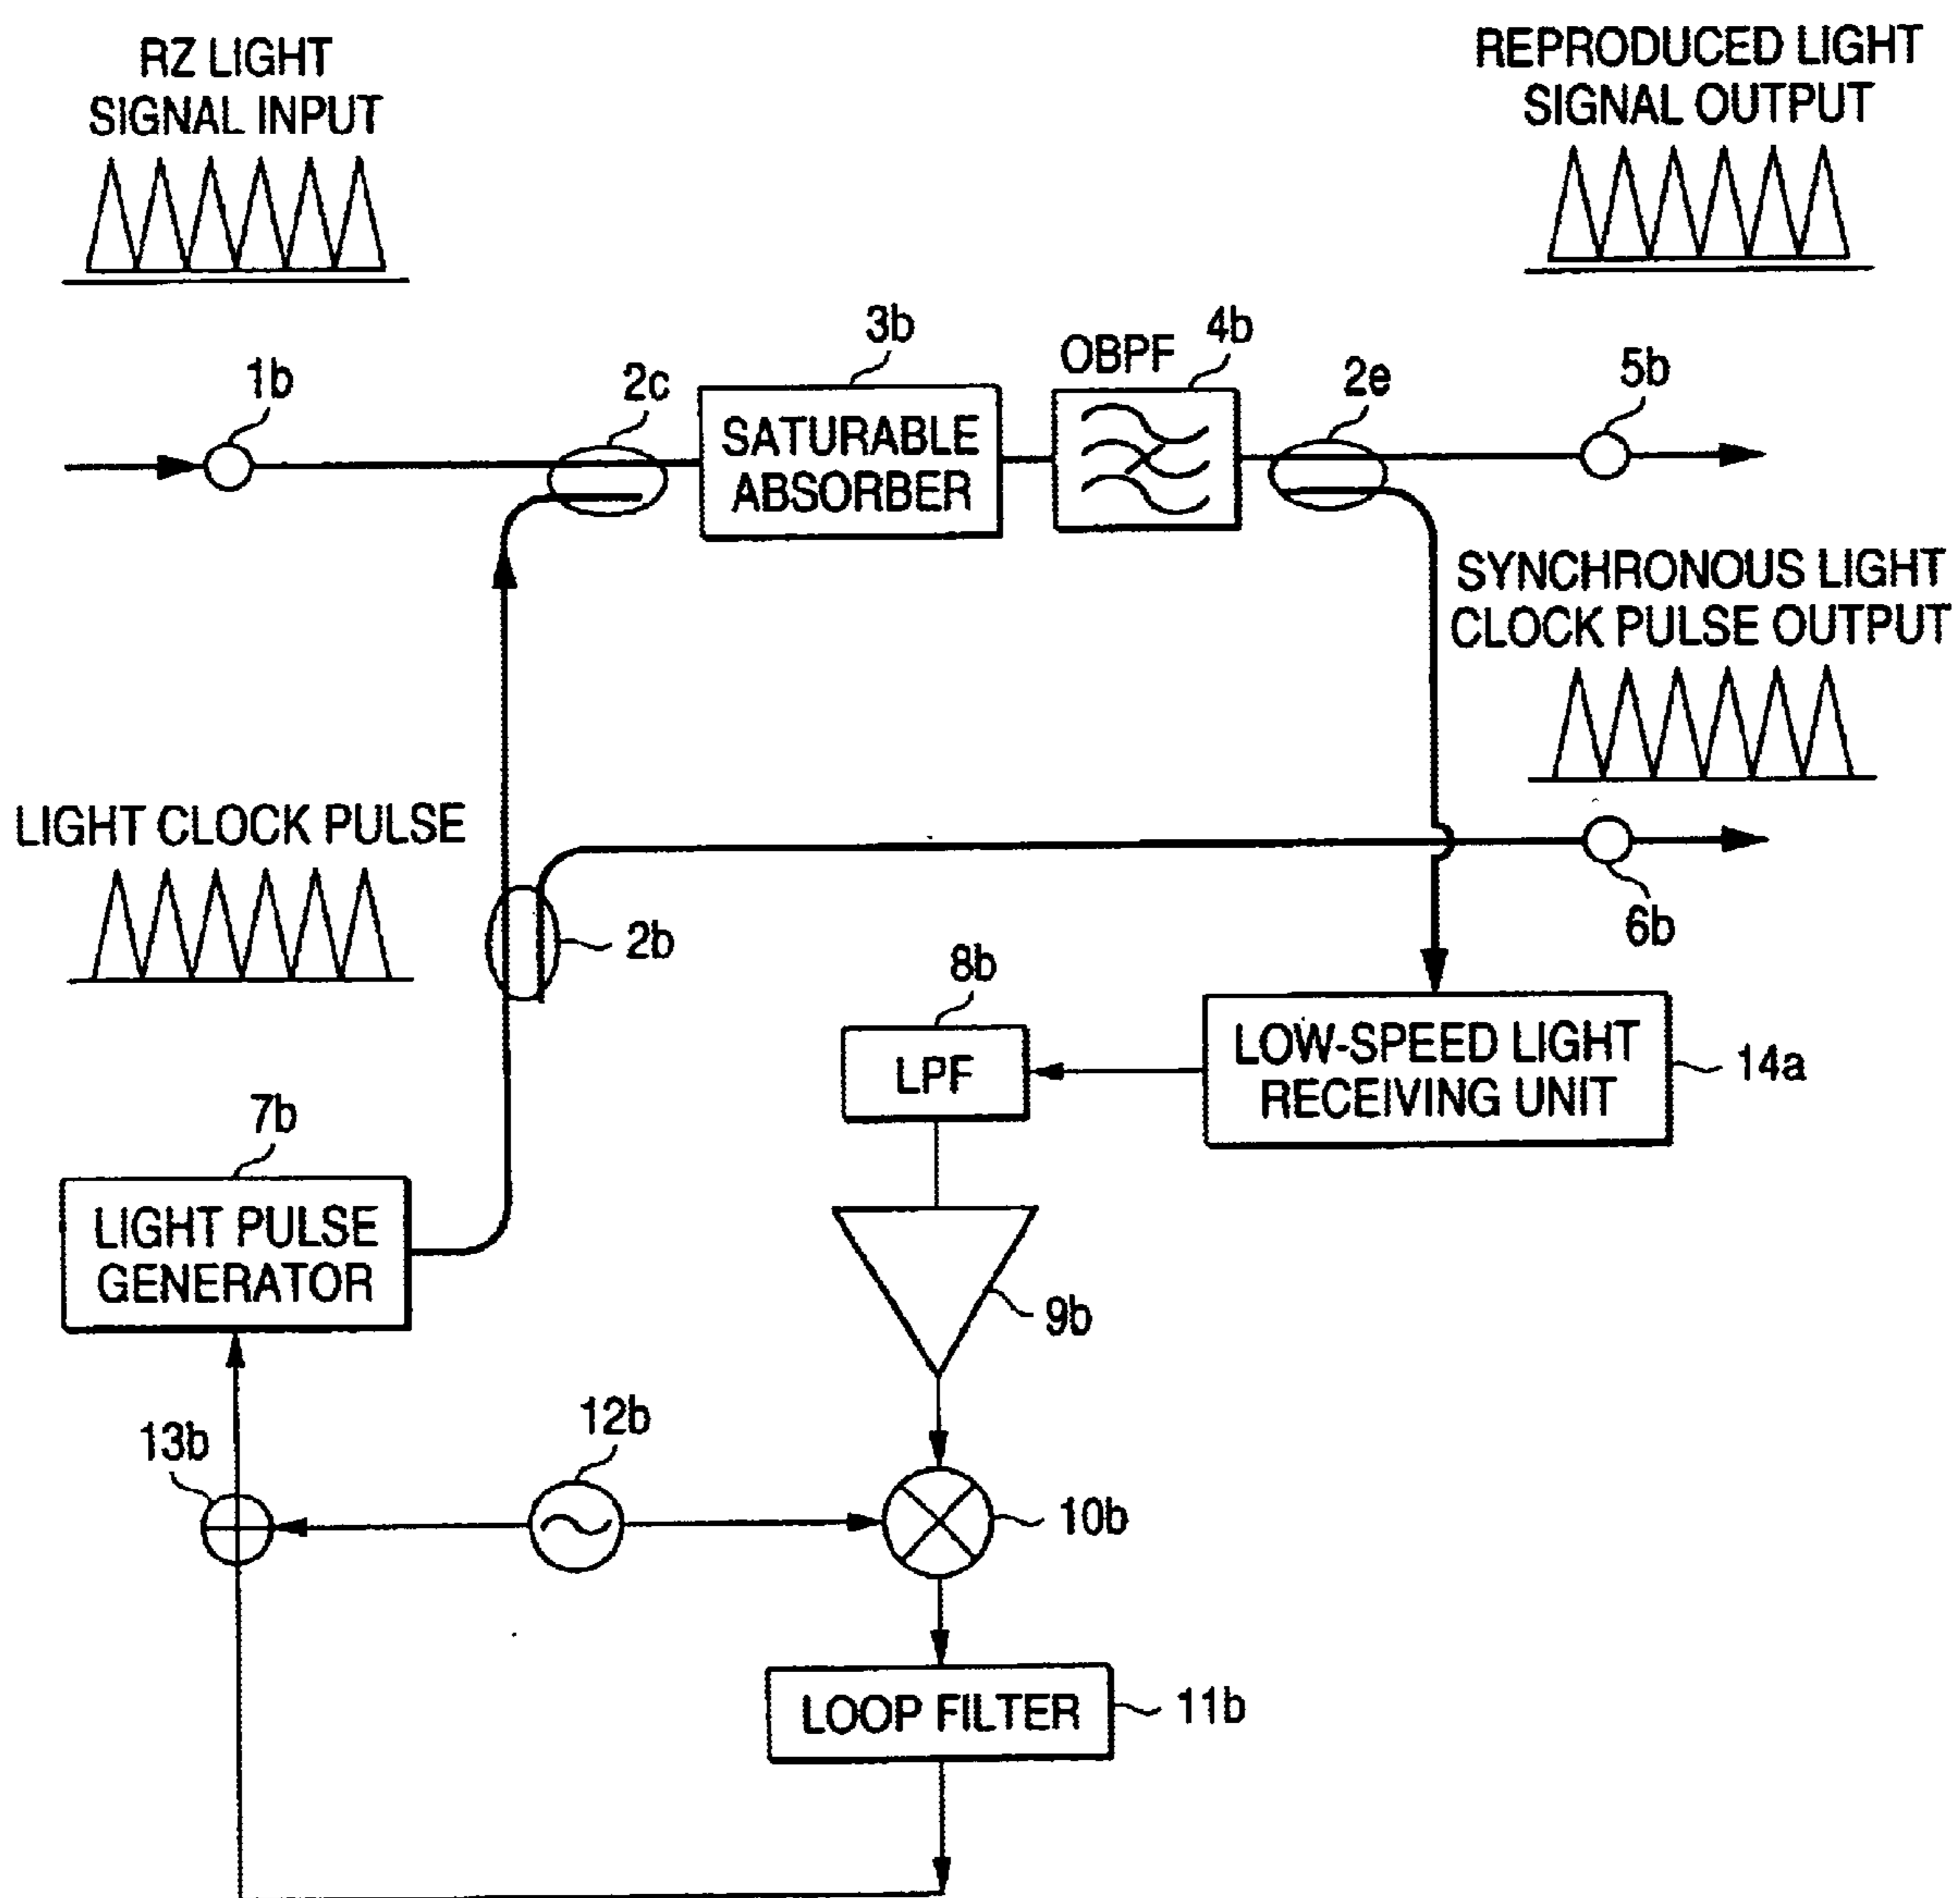 RZ LIGHT
SIGNAL INPUT
REPRODUCED LIGHT
SIGNAL OUTPUT
3b
OBPF
4b
1b
2c
2e
5b
SATURABLE
ABSORBER
SYNCHRONOUS LIGHT
CLOCK PULSE OUTPUT
LIGHT CLOCK PULSE
2b
6b
8b
LPF
LOW-SPEED LIGHT
RECEIVING UNIT
14a
7b
LIGHT PULSE
GENERATOR
9b
12b
13b
10b
LOOP FILTER
11b